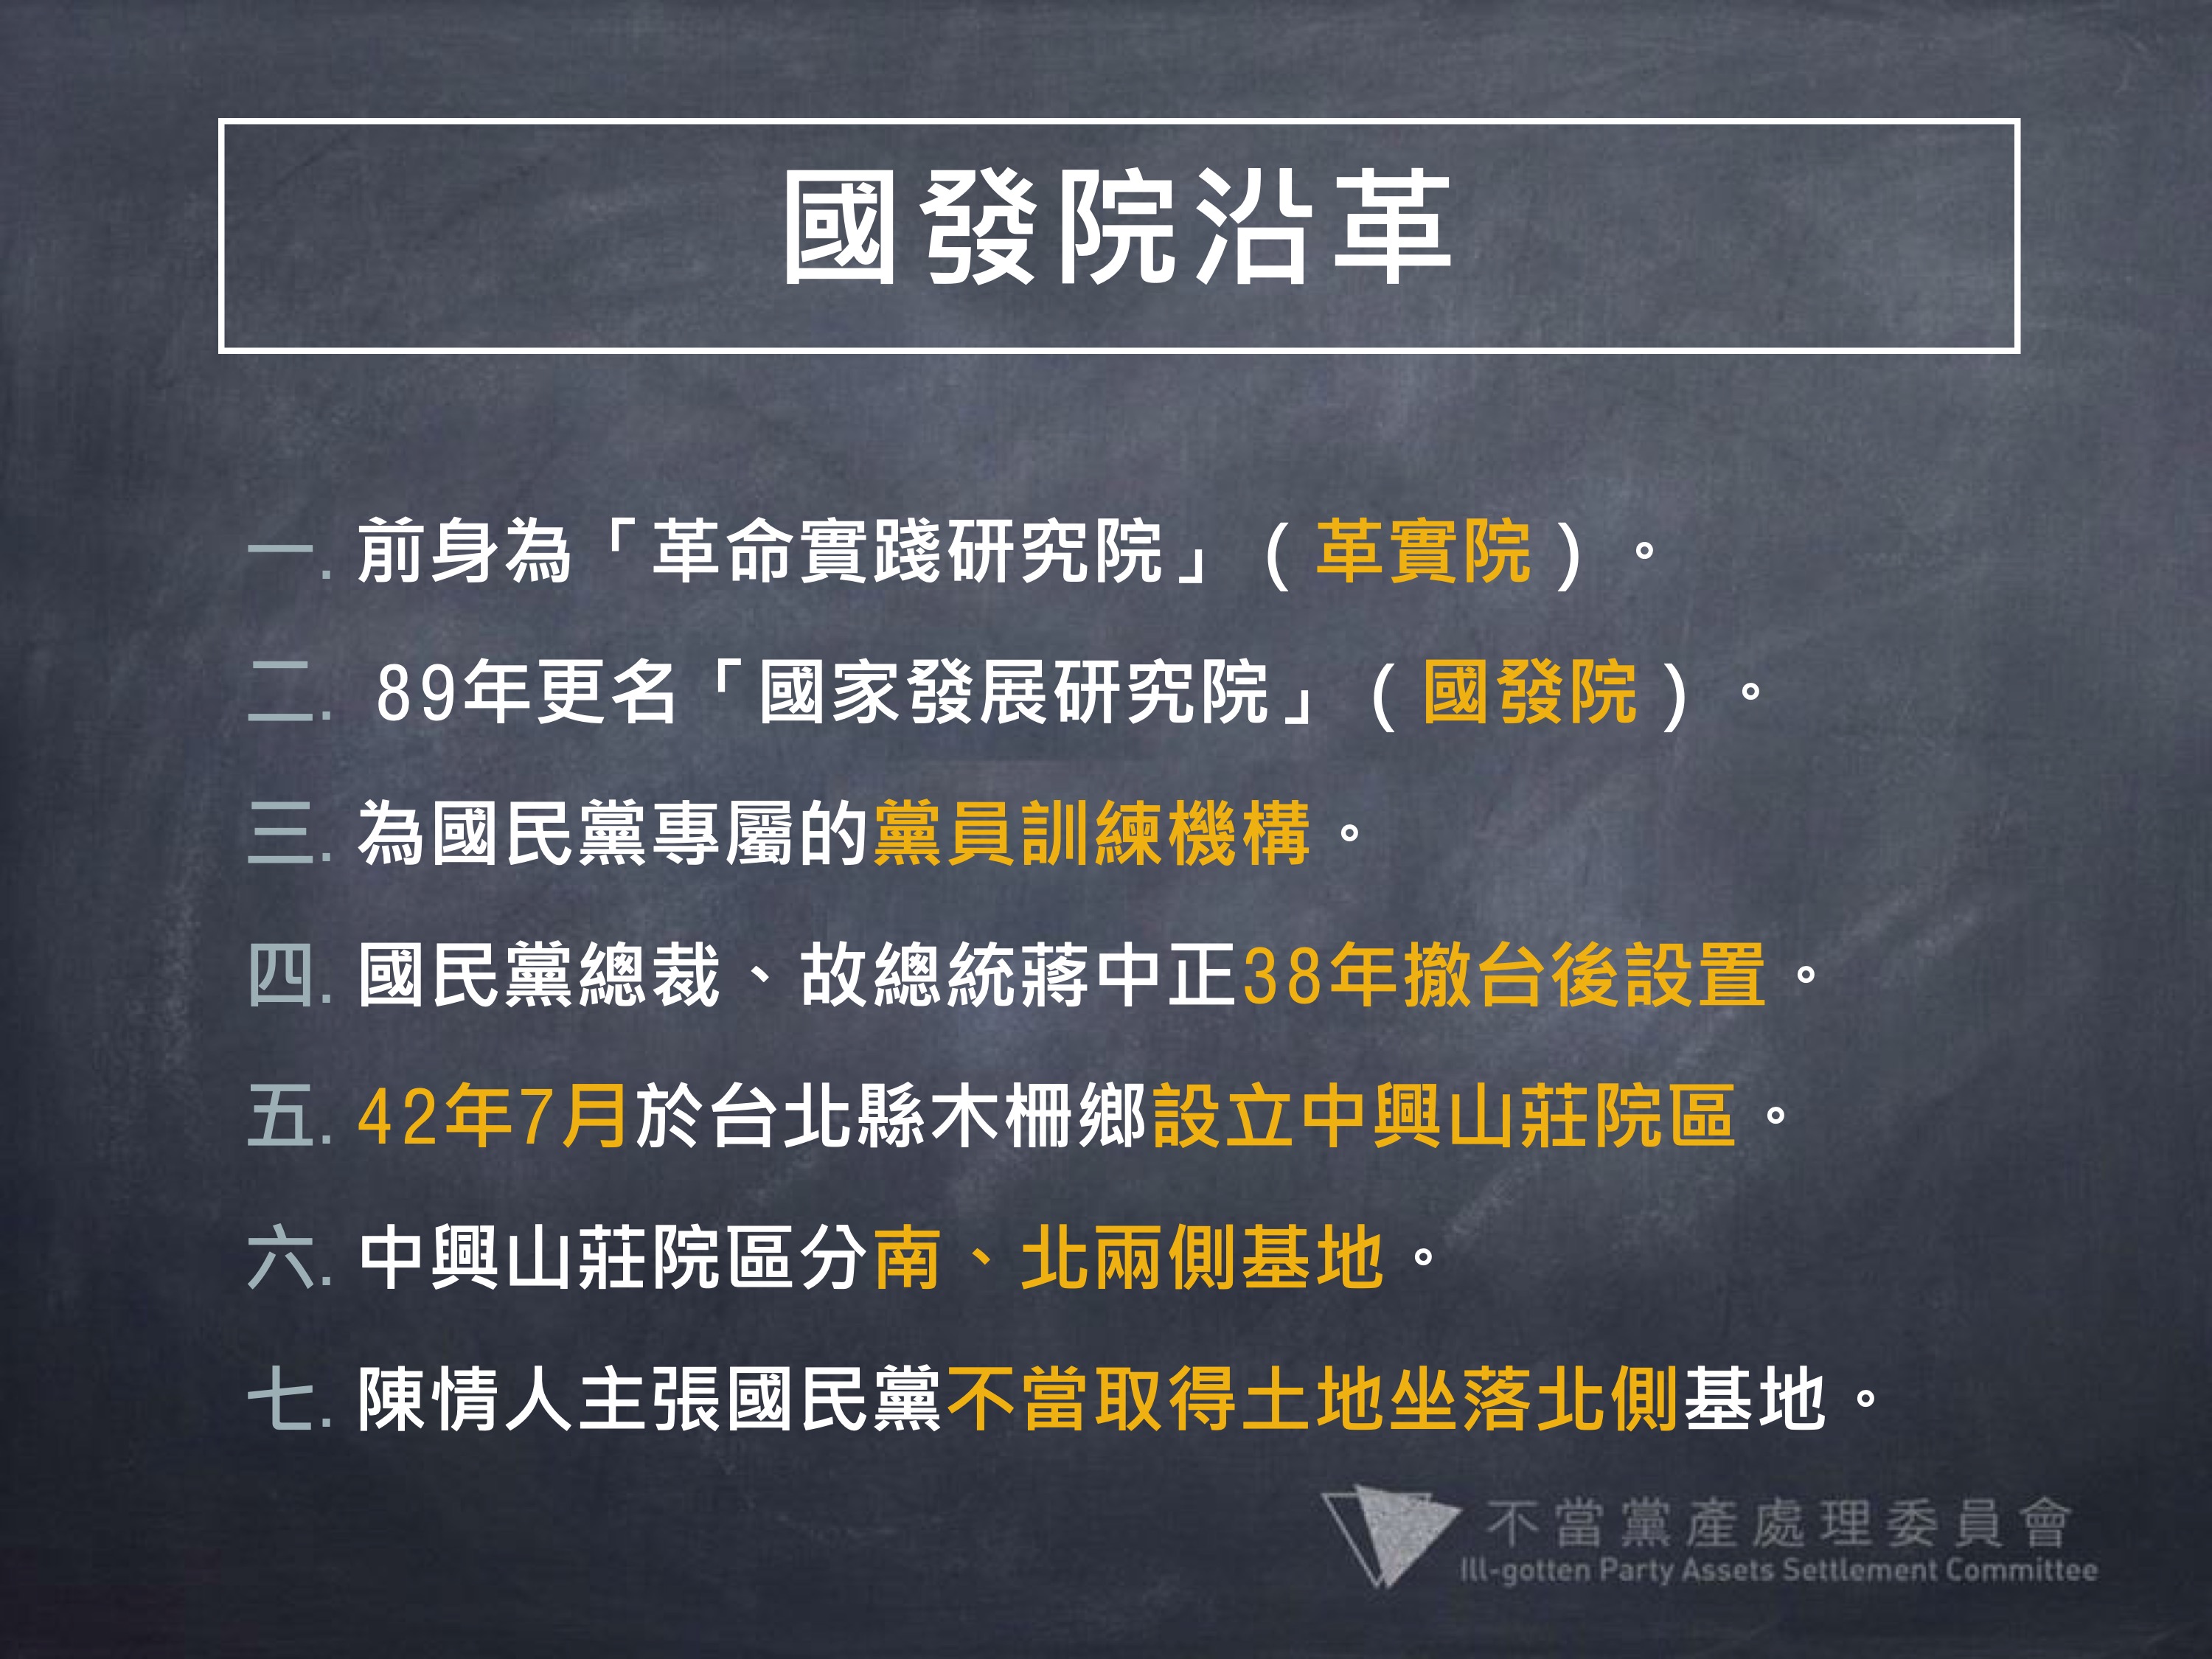 國發院沿革
一. 前身為「革命實踐研究院」（革實院）。
二. 89年更名「國家發展研究院」（國發院）。
三. 為國民黨專屬的黨員訓練機構。
四. 國民黨總裁、故總統蔣中正38年撤台後設置。
五. 42年7月於台北縣木柵鄉設立中興山莊院區。
六. 中興山莊院區分南、北兩側基地。
七. 陳情人主張國民黨不當取得土地坐落北側基地。
不當黨產處理委員會
Ill-gotten Party Assets Settlement Committee